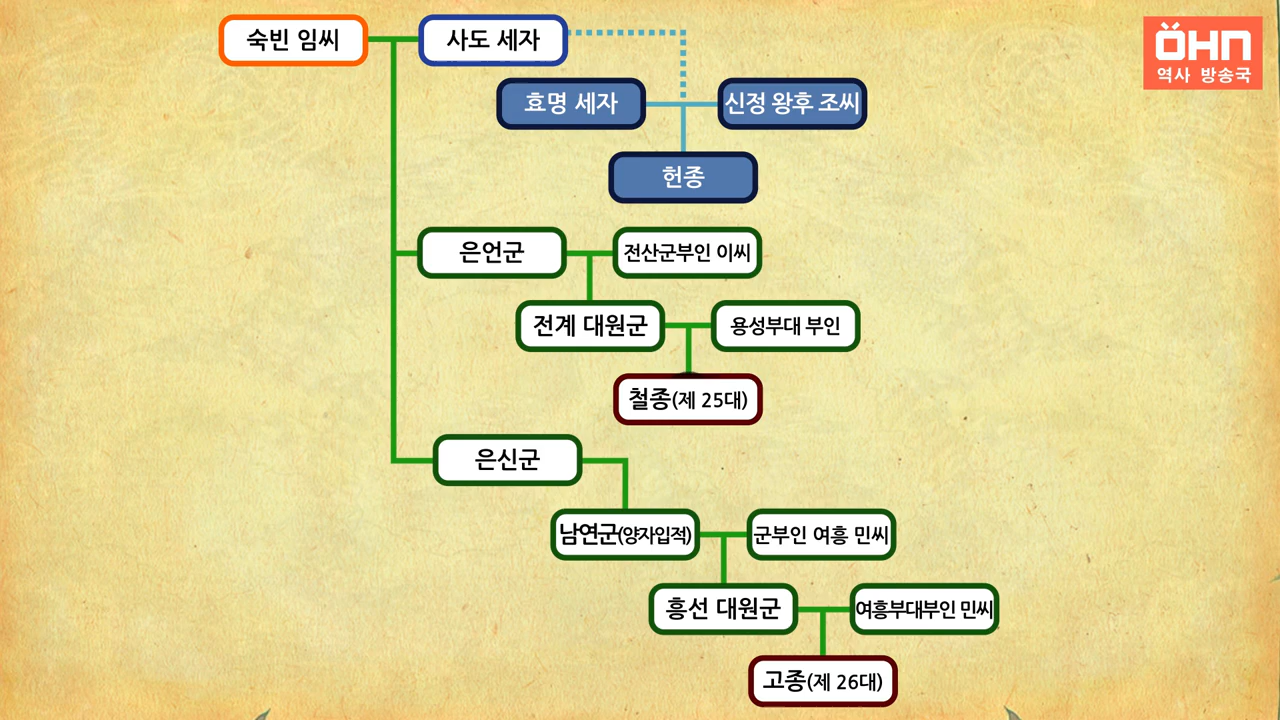 숙빈 임씨
사도 세자
효명 세자
신정 왕후 조씨
헌종
은언군
전산군부인 이씨
전계 대원군
용성부대 부인
철종(제 25대)
은신군
남연군(양자입적)
군부인 여흥 민씨
흥선 대원군
여흥부대부인 민씨
고종(제 26대)
역사 방송국